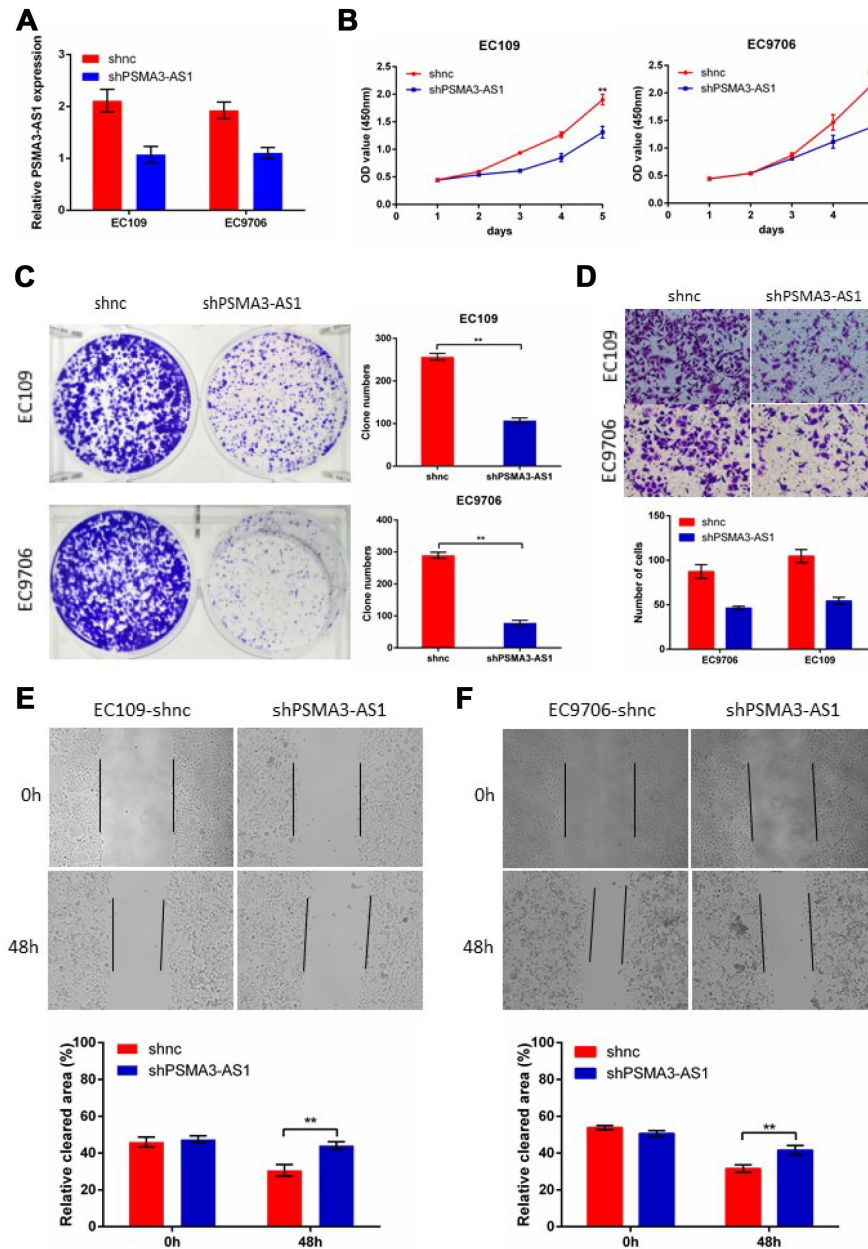 A
Relative PSMA3-AS1 expression
3
2
1
0
shnc
shPSMA3-AS1
EC109
EC9706
B
EC109
OD value (450nm)
2.5
2.0
1.5
1.0
0.5
0.0
shnc
shPSMA3-AS1
**
0
1
2
3
4
5
days
EC9706
OD value (450nm)
2.5
2.0
1.5
1.0
0.5
0.0
shnc
shPSMA3-AS1
0
1
2
3
4
days
C
shnc
shPSMA3-AS1
EC109
EC9706
EC109
Clone numbers
300
200
100
0
**
shnc
shPSMA3-AS1
EC9706
Clone numbers
400
300
200
100
0
**
shnc
shPSMA3-AS1
D
shnc
shPSMA3-AS1
EC109
EC9706
Number of cells
150
100
50
0
shnc
shPSMA3-AS1
EC9706
EC109
E
EC109-shnc
shPSMA3-AS1
0h
48h
Relative cleared area (%)
100
80
60
40
20
0
shnc
shPSMA3-AS1
**
0h
48h
F
EC9706-shnc
shPSMA3-AS1
0h
48h
Relative cleared area (%)
100
80
60
40
20
0
shnc
shPSMA3-AS1
**
0h
48h